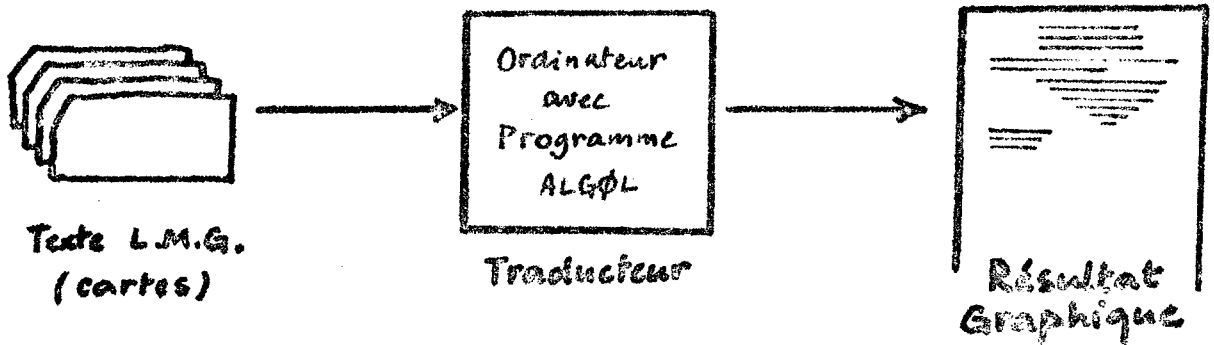 Texte L.M.G.
(cartes)
Ordinateur
avec
Programme
ALGØL
Traducteur
Résultat
Graphique